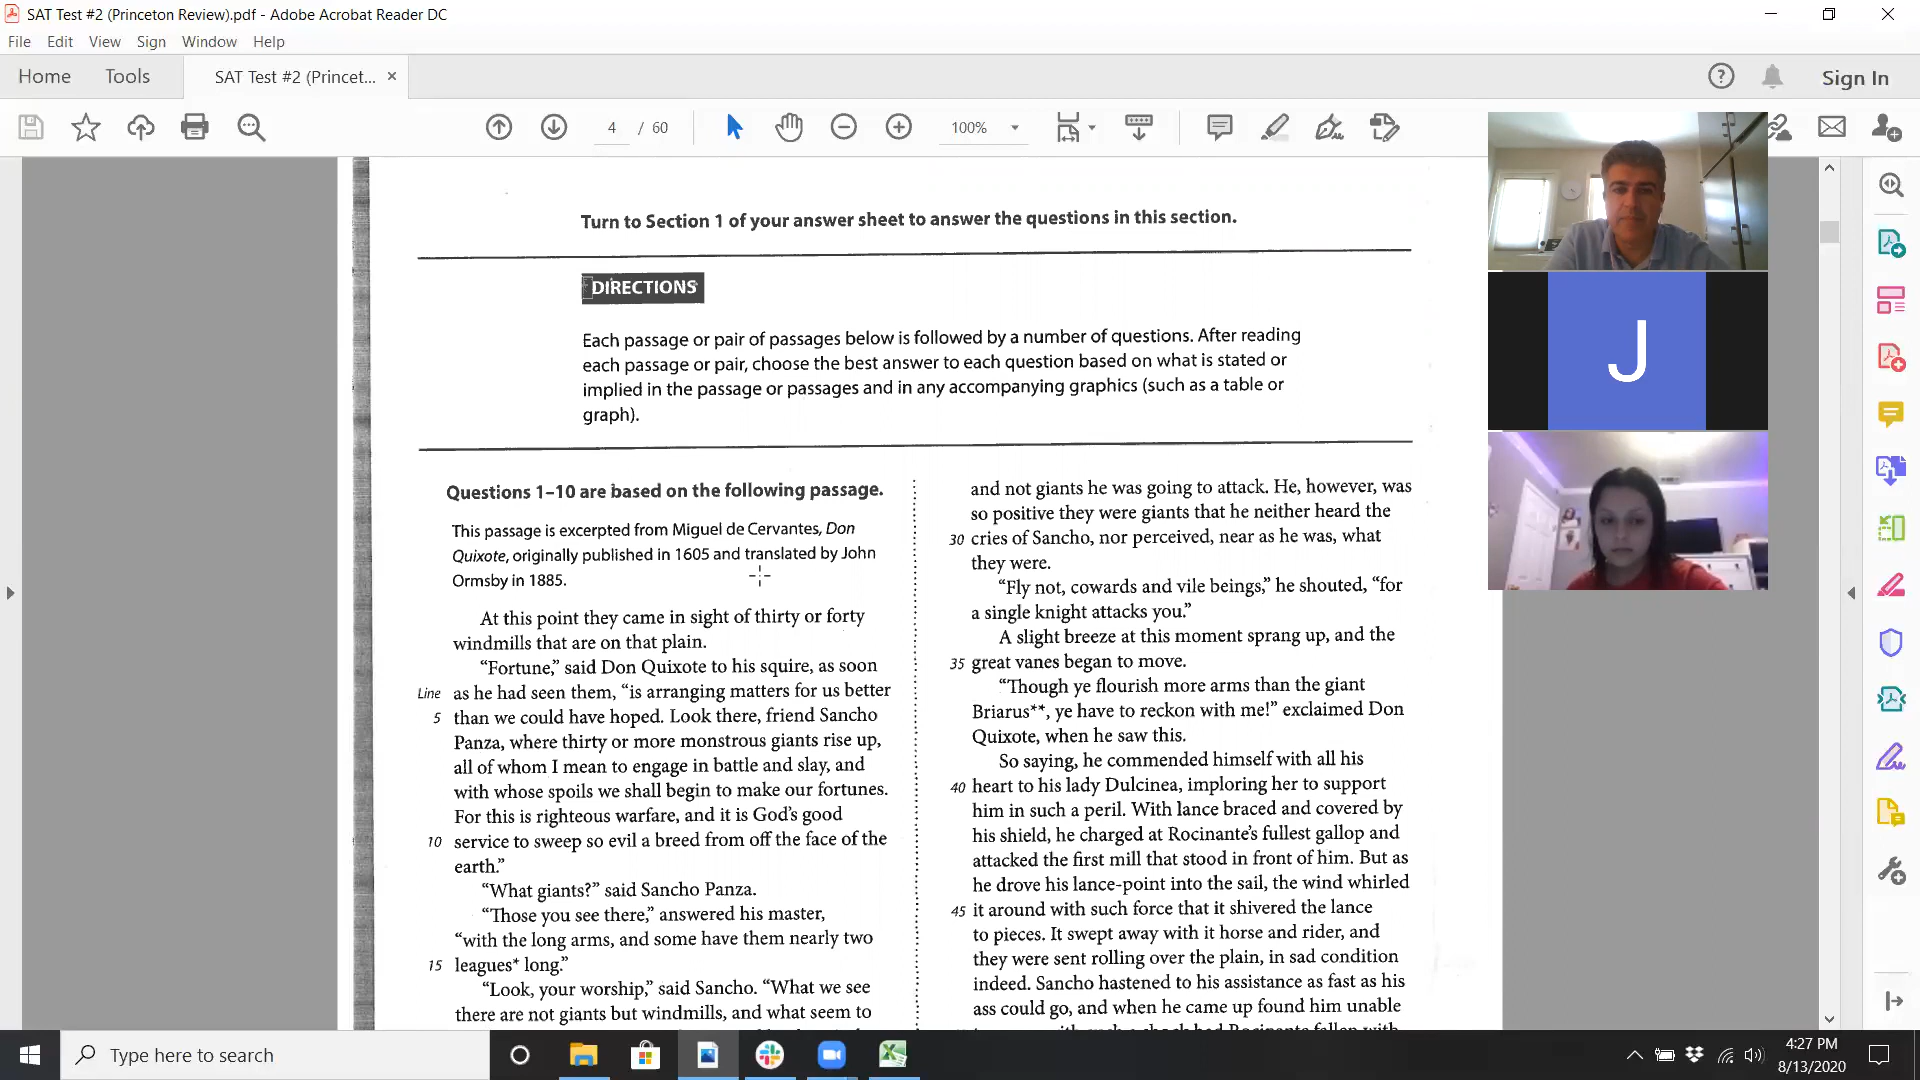 SAT Test #2 (Princeton Review).pdf - Adobe Acrobat Reader DC
File Edit View Sign Window Help
Home Tools SAT Test #2 (Princet... × Sign In
4 / 60 100%
Turn to Section 1 of your answer sheet to answer the questions in this section.
DIRECTIONS
Each passage or pair of passages below is followed by a number of questions. After reading
each passage or pair, choose the best answer to each question based on what is stated or
implied in the passage or passages and in any accompanying graphics (such as a table or
graph).
Questions 1–10 are based on the following passage.
This passage is excerpted from Miguel de Cervantes, Don
Quixote, originally published in 1605 and translated by John
Ormsby in 1885.
At this point they came in sight of thirty or forty
windmills that are on that plain.
“Fortune,” said Don Quixote to his squire, as soon
Line as he had seen them, “is arranging matters for us better
5 than we could have hoped. Look there, friend Sancho
Panza, where thirty or more monstrous giants rise up,
all of whom I mean to engage in battle and slay, and
with whose spoils we shall begin to make our fortunes.
For this is righteous warfare, and it is God’s good
10 service to sweep so evil a breed from off the face of the
earth.”
“What giants?” said Sancho Panza.
“Those you see there,” answered his master,
“with the long arms, and some have them nearly two
15 leagues* long.”
“Look, your worship,” said Sancho. “What we see
there are not giants but windmills, and what seem to
and not giants he was going to attack. He, however, was
so positive they were giants that he neither heard the
30 cries of Sancho, nor perceived, near as he was, what
they were.
“Fly not, cowards and vile beings,” he shouted, “for
a single knight attacks you.”
A slight breeze at this moment sprang up, and the
35 great vanes began to move.
“Though ye flourish more arms than the giant
Briarus**, ye have to reckon with me!” exclaimed Don
Quixote, when he saw this.
So saying, he commended himself with all his
40 heart to his lady Dulcinea, imploring her to support
him in such a peril. With lance braced and covered by
his shield, he charged at Rocinante’s fullest gallop and
attacked the first mill that stood in front of him. But as
he drove his lance-point into the sail, the wind whirled
45 it around with such force that it shivered the lance
to pieces. It swept away with it horse and rider, and
they were sent rolling over the plain, in sad condition
indeed. Sancho hastened to his assistance as fast as his
ass could go, and when he came up found him unable
J
Type here to search
4:27 PM
8/13/2020